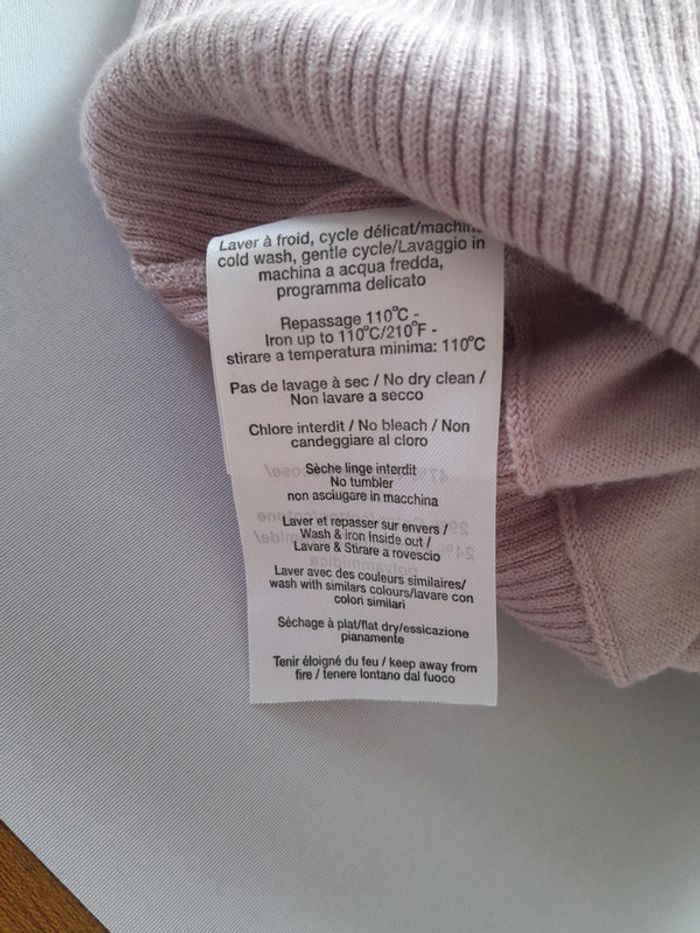 Laver à froid, cycle délicat/machine
cold wash, gentle cycle/Lavaggio in
machina a acqua fredda,
programma delicato
Repassage 110°C -
Iron up to 110°C/210°F -
stirare a temperatura minima: 110°C
Pas de lavage à sec / No dry clean /
Non lavare a secco
Chlore interdit / No bleach / Non
candeggiare al cloro
Sèche linge interdit
No tumbler
non asciugare in macchina
Laver et repasser sur envers /
Wash & iron Inside out /
Lavare & Stirare a rovescio
Laver avec des couleurs similaires/
wash with similars colours/lavare con
colori similari
Séchage à plat/flat dry/essicazione
pianamente
Tenir éloigné du feu / keep away from
fire / tenere lontano dal fuoco